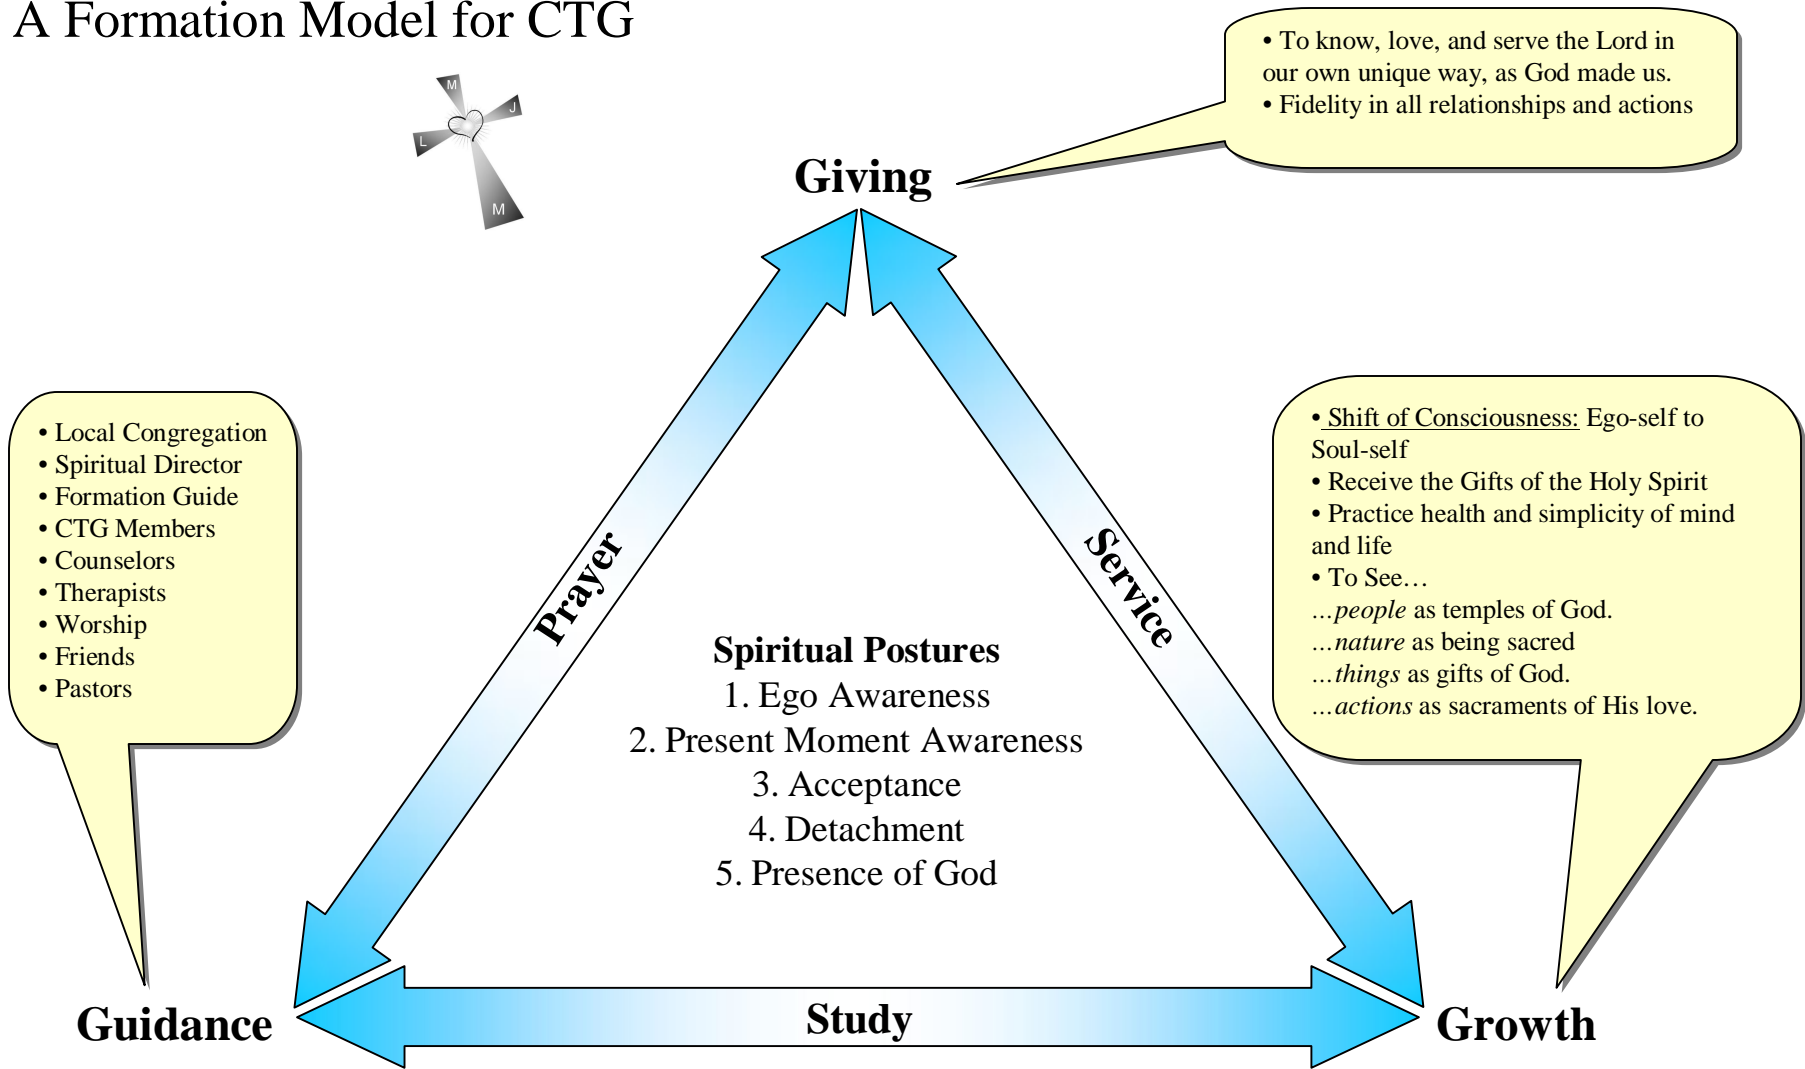 A Formation Model for CTG
M
J
L
M
• To know, love, and serve the Lord in
our own unique way, as God made us.
• Fidelity in all relationships and actions
Giving
• Local Congregation
• Spiritual Director
• Formation Guide
• CTG Members
• Counselors
• Therapists
• Worship
• Friends
• Pastors
• Shift of Consciousness: Ego-self to
Soul-self
• Receive the Gifts of the Holy Spirit
• Practice health and simplicity of mind
and life
• To See…
…people as temples of God.
…nature as being sacred
…things as gifts of God.
…actions as sacraments of His love.
Prayer
Service
Spiritual Postures
1. Ego Awareness
2. Present Moment Awareness
3. Acceptance
4. Detachment
5. Presence of God
Guidance
Study
Growth